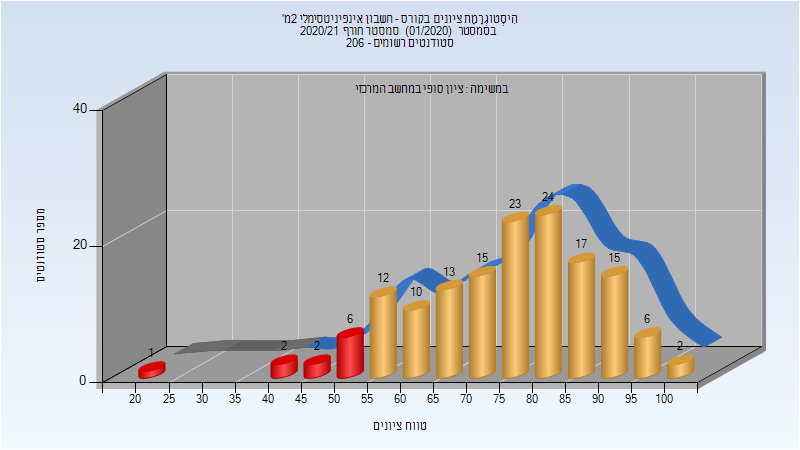 היסטוגרמת ציונים בקורס - חשבון אינפיניטסימלי 2מ'
בסמסטר (01/2020) סמסטר חורף 2020/21
סטודנטים רשומים - 206
במשימה : ציון סופי במחשב המרכזי
מספר סטודנטים
40
20
0
1
2
2
6
12
10
13
15
23
24
17
15
6
2
20 25 30 35 40 45 50 55 60 65 70 75 80 85 90 95 100
טווח ציונים